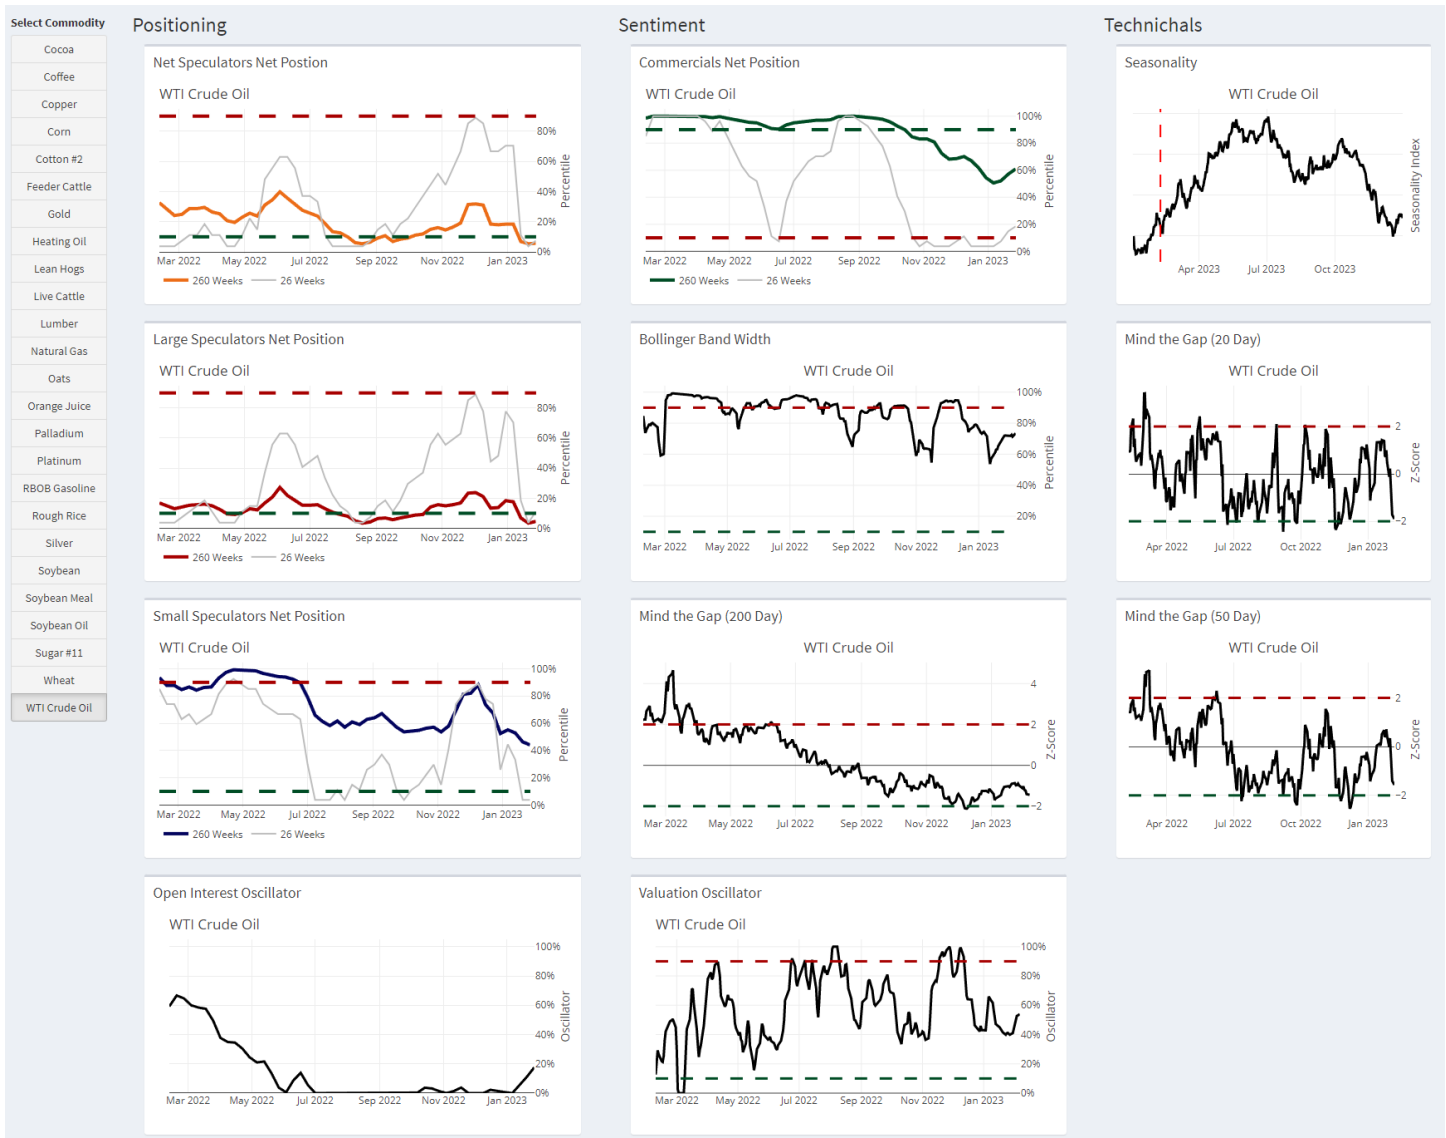 Select Commodity
Cocoa
Coffee
Copper
Corn
Cotton #2
Feeder Cattle
Gold
Heating Oil
Lean Hogs
Live Cattle
Lumber
Natural Gas
Oats
Orange Juice
Palladium
Platinum
RBOB Gasoline
Rough Rice
Silver
Soybean
Soybean Meal
Soybean Oil
Sugar #11
Wheat
WTI Crude Oil
Positioning
Net Speculators Net Postion
WTI Crude Oil
80%
60%
40%
20%
0%
Percentile
Mar 2022 May 2022 Jul 2022 Sep 2022 Nov 2022 Jan 2023
260 Weeks 26 Weeks
Large Speculators Net Position
WTI Crude Oil
80%
60%
40%
20%
0%
Percentile
Mar 2022 May 2022 Jul 2022 Sep 2022 Nov 2022 Jan 2023
260 Weeks 26 Weeks
Small Speculators Net Position
WTI Crude Oil
100%
80%
60%
40%
20%
0%
Percentile
Mar 2022 May 2022 Jul 2022 Sep 2022 Nov 2022 Jan 2023
260 Weeks 26 Weeks
Open Interest Oscillator
WTI Crude Oil
100%
80%
60%
40%
20%
0%
Oscillator
Mar 2022 May 2022 Jul 2022 Sep 2022 Nov 2022 Jan 2023
Sentiment
Commercials Net Position
WTI Crude Oil
100%
80%
60%
40%
20%
0%
Percentile
Mar 2022 May 2022 Jul 2022 Sep 2022 Nov 2022 Jan 2023
260 Weeks 26 Weeks
Bollinger Band Width
WTI Crude Oil
100%
80%
60%
40%
20%
Percentile
Mar 2022 May 2022 Jul 2022 Sep 2022 Nov 2022 Jan 2023
Mind the Gap (200 Day)
WTI Crude Oil
4
2
0
−2
Z-Score
Mar 2022 May 2022 Jul 2022 Sep 2022 Nov 2022 Jan 2023
Valuation Oscillator
WTI Crude Oil
100%
80%
60%
40%
20%
0%
Oscillator
Mar 2022 May 2022 Jul 2022 Sep 2022 Nov 2022 Jan 2023
Technichals
Seasonality
WTI Crude Oil
Seasonality Index
Apr 2023 Jul 2023 Oct 2023
Mind the Gap (20 Day)
WTI Crude Oil
2
0
−2
Z-Score
Apr 2022 Jul 2022 Oct 2022 Jan 2023
Mind the Gap (50 Day)
WTI Crude Oil
2
0
−2
Z-Score
Apr 2022 Jul 2022 Oct 2022 Jan 2023